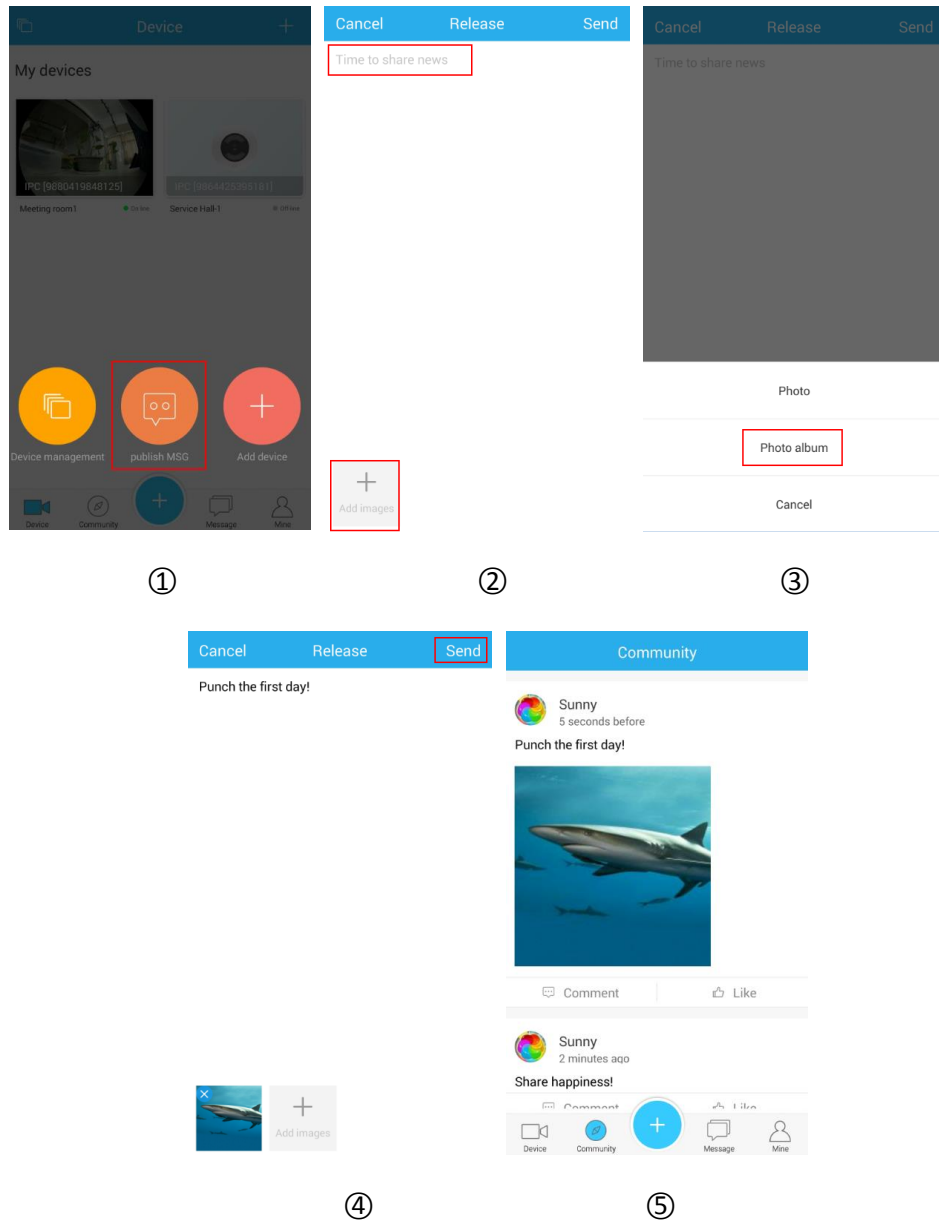 Device
My devices
IPC [9880419848125]
IPC [9864425395181]
Meeting room1
On line
Service Hall-1
Off line
Device management
publish MSG
Add device
Device
Community
Message
Mine
①
Cancel Release Send
Time to share news
Add images
②
Cancel Release Send
Time to share news
Photo
Photo album
Cancel
③
Cancel Release Send
Punch the first day!
Add images
④
Community
Sunny
5 seconds before
Punch the first day!
Comment Like
Sunny
2 minutes ago
Share happiness!
Comment Like
Device Community Message Mine
⑤